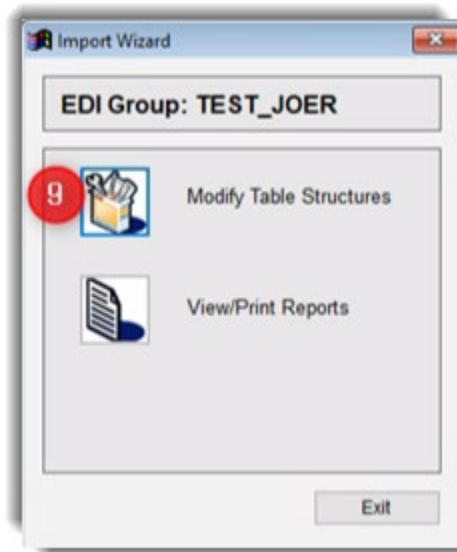 Import Wizard
EDI Group: TEST_JOER
9
Modify Table Structures
View/Print Reports
Exit